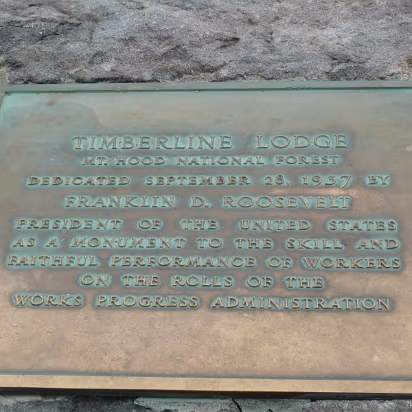 TIMBERLINE LODGE
MT. HOOD NATIONAL FOREST
DEDICATED SEPTEMBER 28, 1937 BY
FRANKLIN D. ROOSEVELT
PRESIDENT OF THE UNITED STATES
AS A MONUMENT TO THE SKILL AND
FAITHFUL PERFORMANCE OF WORKERS
ON THE ROLLS OF THE
WORKS PROGRESS ADMINISTRATION